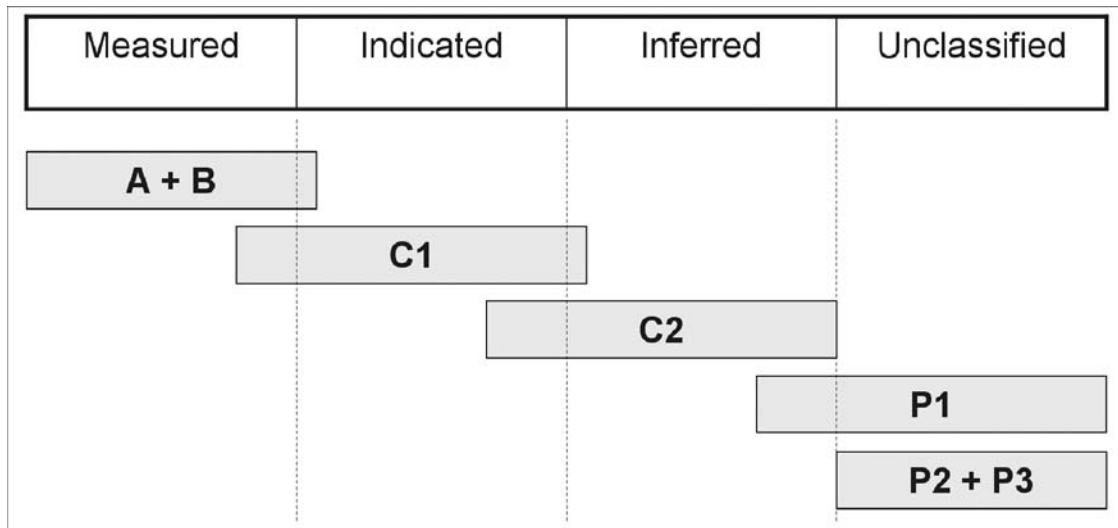 Measured Indicated Inferred Unclassified
A + B
C1
C2
P1
P2 + P3